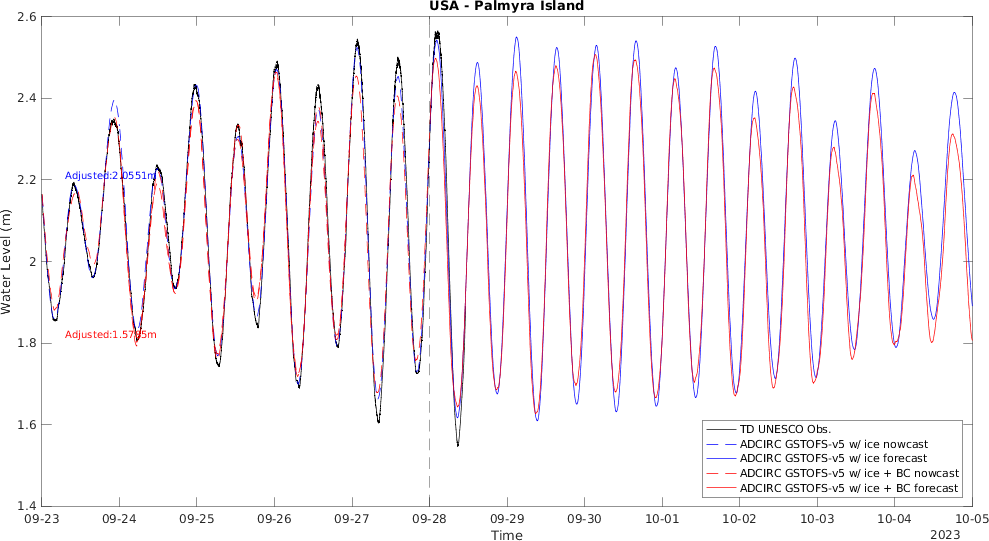 USA - Palmyra Island
2.6
2.4
2.2
2
1.8
1.6
1.4
Water Level (m)
Adjusted:2.0551m
Adjusted:1.5785m
TD UNESCO Obs.
ADCIRC GSTOFS-v5 w/ ice nowcast
ADCIRC GSTOFS-v5 w/ ice forecast
ADCIRC GSTOFS-v5 w/ ice + BC nowcast
ADCIRC GSTOFS-v5 w/ ice + BC forecast
09-23 09-24 09-25 09-26 09-27 09-28 09-29 09-30 10-01 10-02 10-03 10-04 10-05
Time
2023